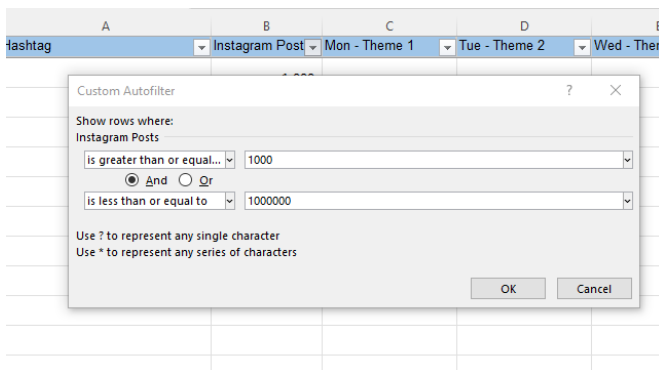 A B C D
Hashtag Instagram Post Mon - Theme 1 Tue - Theme 2 Wed - Ther
Custom Autofilter ? ×
Show rows where:
Instagram Posts
is greater than or equal... 1000
And Or
is less than or equal to 1000000
Use ? to represent any single character
Use * to represent any series of characters
OK Cancel